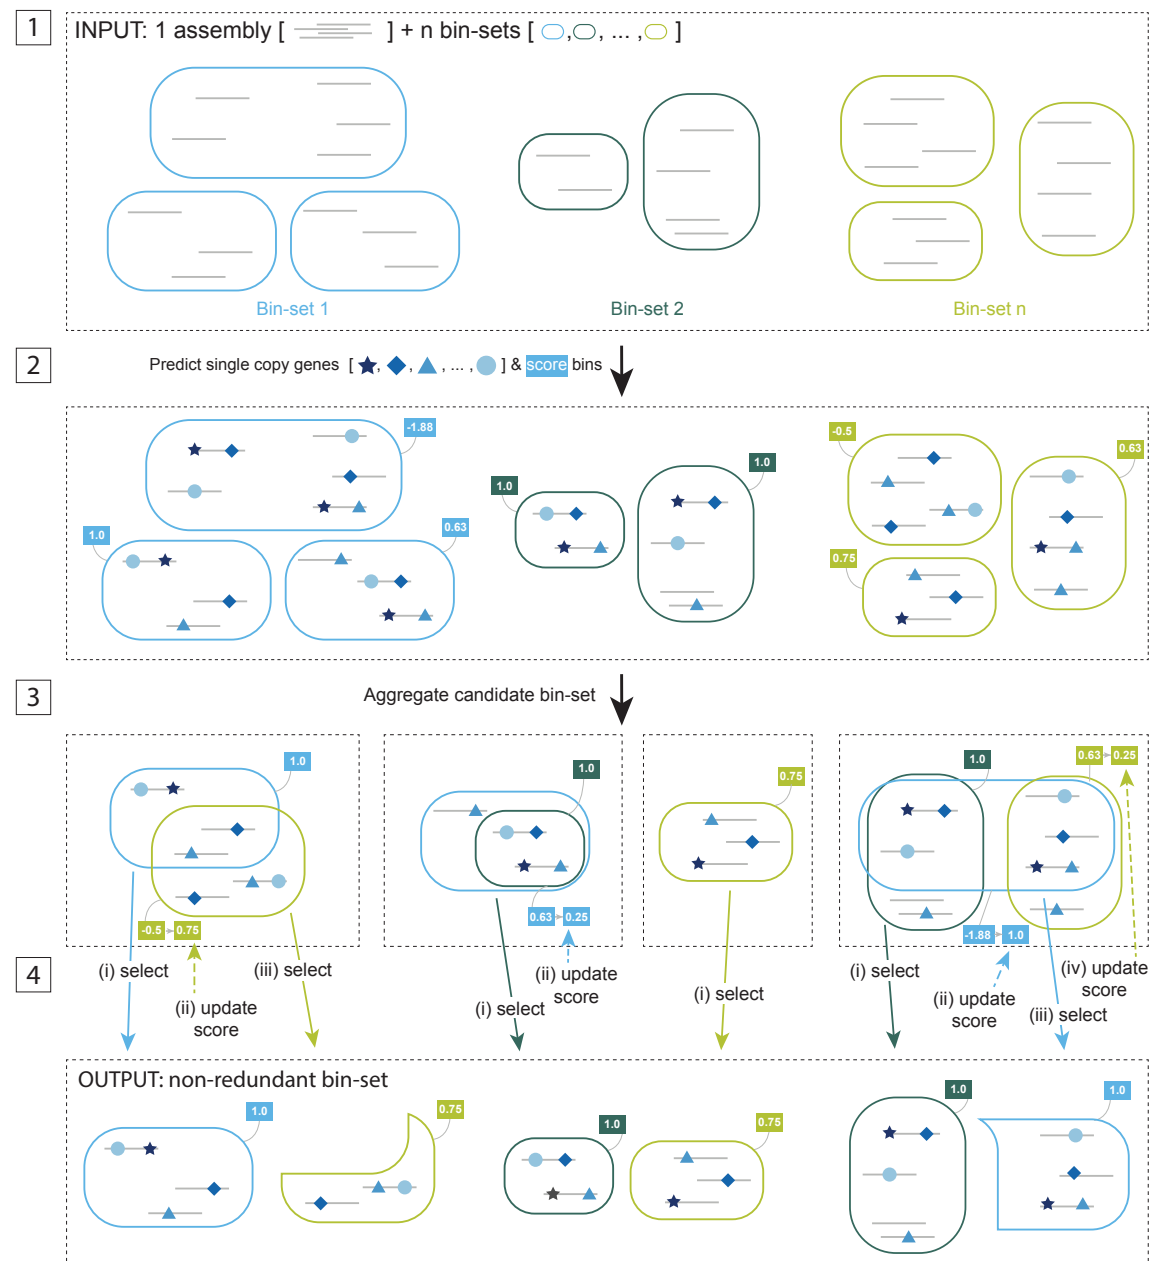 1
INPUT: 1 assembly [ ] + n bin-sets [ , , ... , ]
Bin-set 1
Bin-set 2
Bin-set n
2
Predict single copy genes [ , , , ... , ] & score bins
-1.88
1.0
0.63
1.0
1.0
-0.5
0.63
0.75
3
Aggregate candidate bin-set
1.0
-0.5
0.75
1.0
0.63
0.25
0.75
1.0
0.63
0.25
-1.88
1.0
4
(i) select
(ii) update
score
(iii) select
(i) select
(ii) update
score
(i) select
(i) select
(ii) update
score
(iii) select
(iv) update
score
OUTPUT: non-redundant bin-set
1.0
0.75
1.0
0.75
1.0
1.0